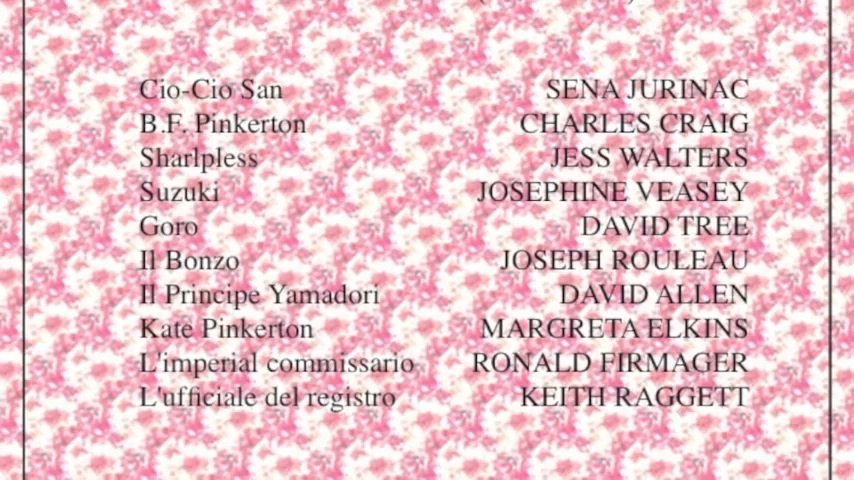 Cio-Cio San SENA JURINAC
B.F. Pinkerton CHARLES CRAIG
Sharlpless JESS WALTERS
Suzuki JOSEPHINE VEASEY
Goro DAVID TREE
Il Bonzo JOSEPH ROULEAU
Il Principe Yamadori DAVID ALLEN
Kate Pinkerton MARGRETA ELKINS
L'imperial commissario RONALD FIRMAGER
L'ufficiale del registro KEITH RAGGETT